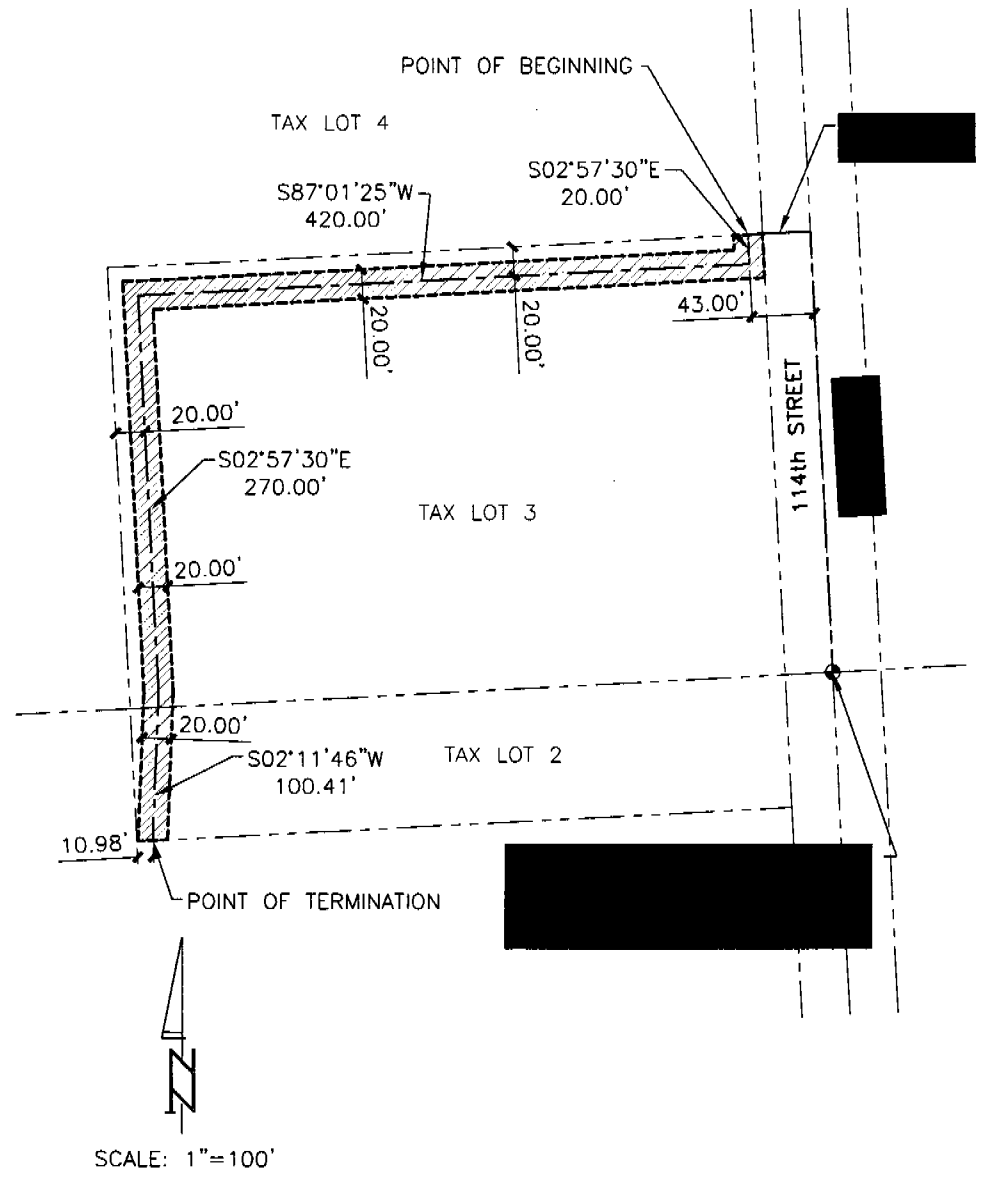 POINT OF BEGINNING
TAX LOT 4
S02°57'30"E
20.00'
S87°01'25"W
420.00'
43.00'
20.00'
20.00'
114th STREET
20.00'
S02°57'30"E
270.00'
TAX LOT 3
20.00'
20.00'
TAX LOT 2
S02°11'46"W
100.41'
10.98'
POINT OF TERMINATION
N
SCALE: 1"=100'